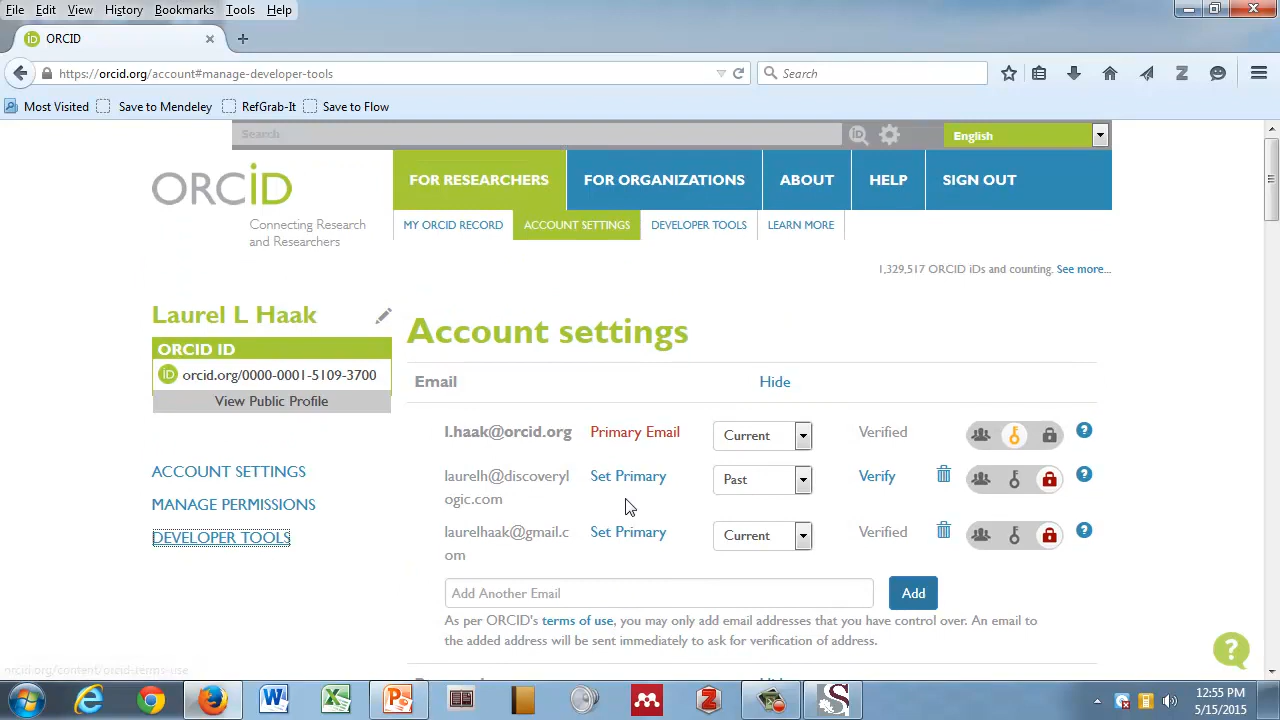 File Edit View History Bookmarks Tools Help
ORCID
https://orcid.org/account#manage-developer-tools
Search
Most Visited Save to Mendeley RefGrab-It Save to Flow
Search
English
ORCID
Connecting Research
and Researchers
FOR RESEARCHERS FOR ORGANIZATIONS ABOUT HELP SIGN OUT
MY ORCID RECORD ACCOUNT SETTINGS DEVELOPER TOOLS LEARN MORE
1,329,517 ORCID iDs and counting. See more...
Laurel L Haak
ORCID ID
orcid.org/0000-0001-5109-3700
View Public Profile
ACCOUNT SETTINGS
MANAGE PERMISSIONS
DEVELOPER TOOLS
Account settings
Email Hide
l.haak@orcid.org Primary Email Current Verified
laurelh@discoveryl
ogic.com
Set Primary Past Verify
laurelhaak@gmail.c
om
Set Primary Current Verified
Add Another Email Add
As per ORCID's terms of use, you may only add email addresses that you have control over. An email to
the added address will be sent immediately to ask for verification of address.
orcid.org/content/orcid-terms-use
12:55 PM
5/15/2015